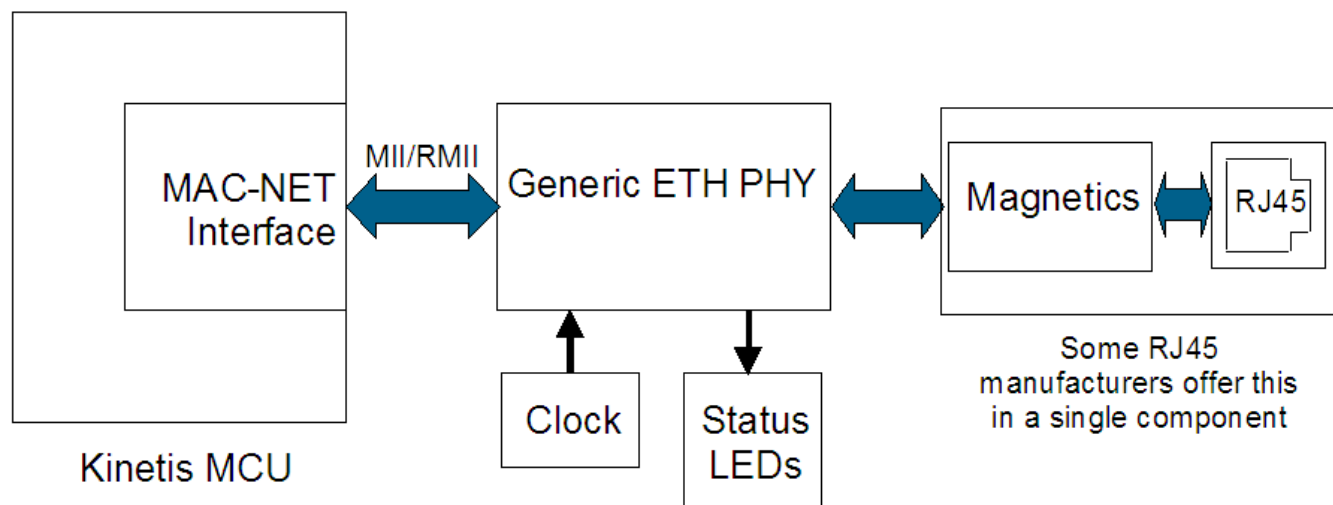 MAC-NET
Interface
MII/RMII
Generic ETH PHY
Magnetics
RJ45
Clock
Status
LEDs
Some RJ45
manufacturers offer this
in a single component
Kinetis MCU